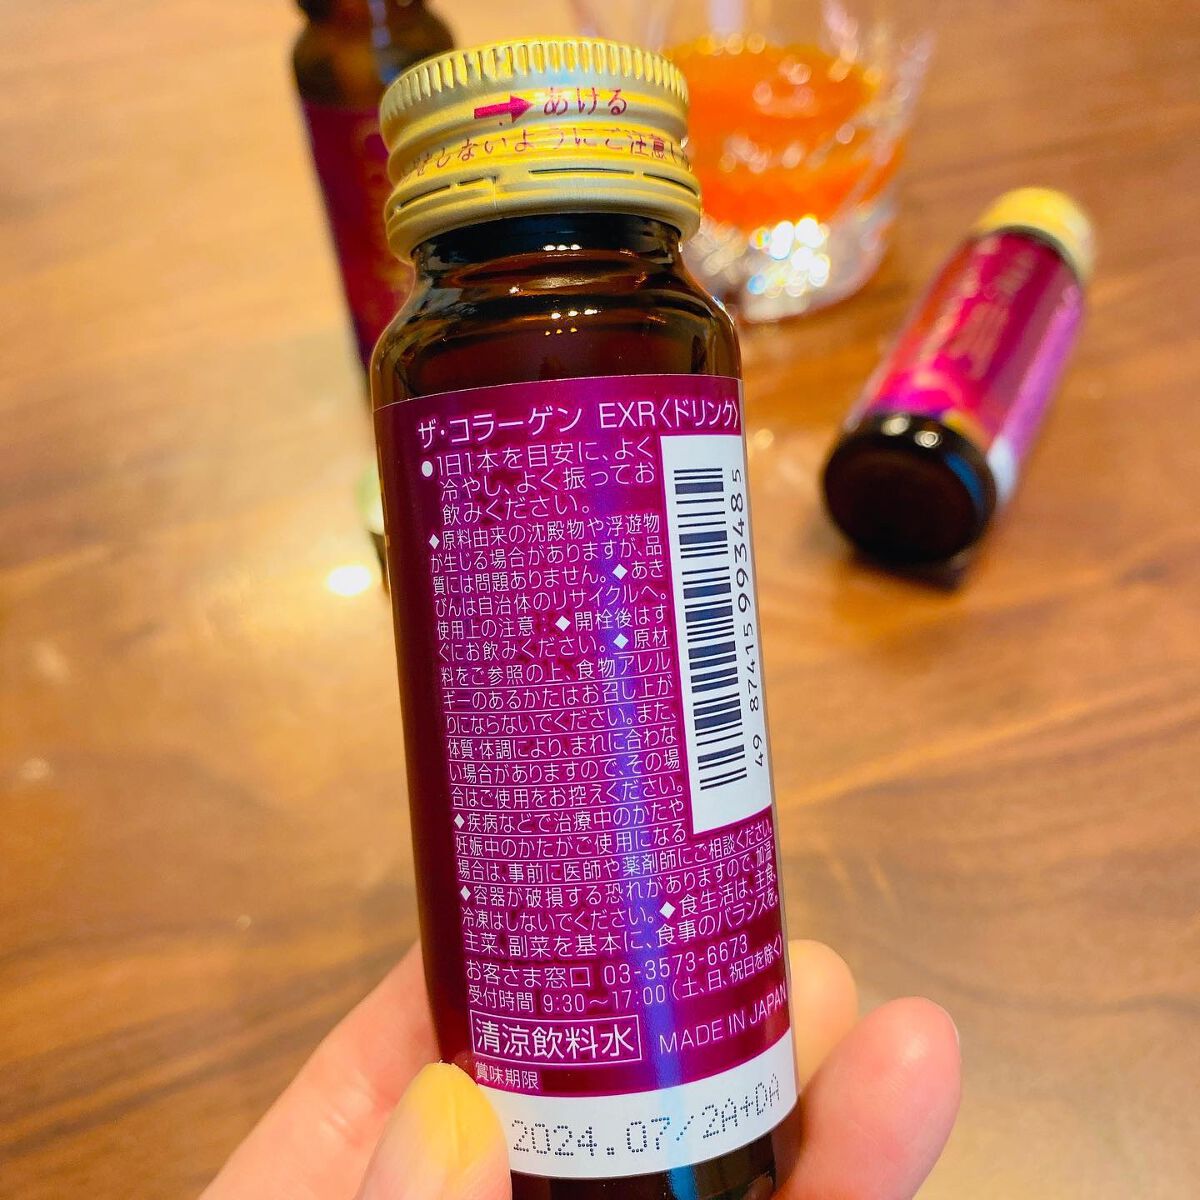 あける
をしないようにご注意
ザ・コラーゲン EXR〈ドリンク〉
●1日1本を目安に、よく
冷やし、よく振ってお
飲みください。
◆原料由来の沈殿物や浮遊物
が生じる場合がありますが、品
質には問題ありません。◆あき
びんは自治体のリサイクルへ。
使用上の注意 ◆開栓後はす
ぐにお飲みください。◆原材
料をご参照の上、食物アレル
ギーのあるかたはお召し上が
りにならないでください。また、
体質・体調により、まれに合わな
い場合がありますので、その場
合はご使用をお控えください。
◆疾病などで治療中のかたや
妊娠中のかたがご使用になる
場合は、事前に医師や薬剤師にご相談ください。
◆容器が破損する恐れがありますので、加温・
冷凍はしないでください。◆食生活は、主食、
主菜、副菜を基本に、食事のバランスを。
お客さま窓口 03-3573-6673
受付時間 9:30～17:00(土、日、祝日を除く)
清涼飲料水 MADE IN JAPAN
賞味期限
2024.07/2A+DA
49 87415 993485